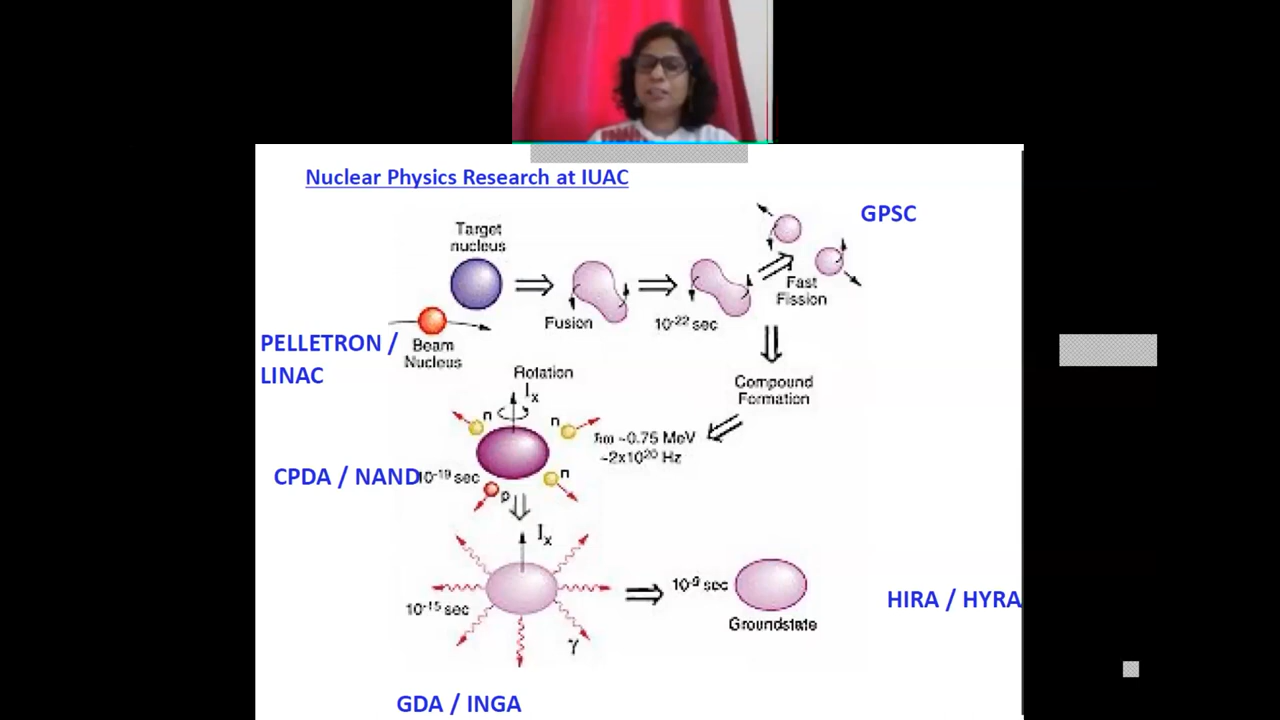 Nuclear Physics Research at IUAC
GPSC
Target
nucleus
Fast
Fission
Fusion
10-22 sec
PELLETRON /
LINAC
Beam
Nucleus
Rotation
Ix
Compound
Formation
n
n
ℏω ~0.75 MeV
~2x1020 Hz
CPDA / NAND
10-19 sec
n
p
Ix
10-15 sec
γ
10-9 sec
Groundstate
HIRA / HYRA
GDA / INGA